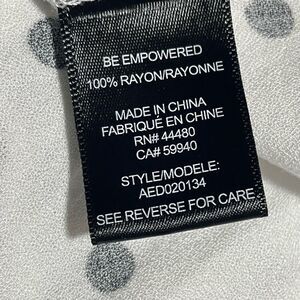 BE EMPOWERED
100% RAYON/RAYONNE
MADE IN CHINA
FABRIQUÉ EN CHINE
RN# 44480
CA# 59940
STYLE/MODELE:
AED020134
SEE REVERSE FOR CARE